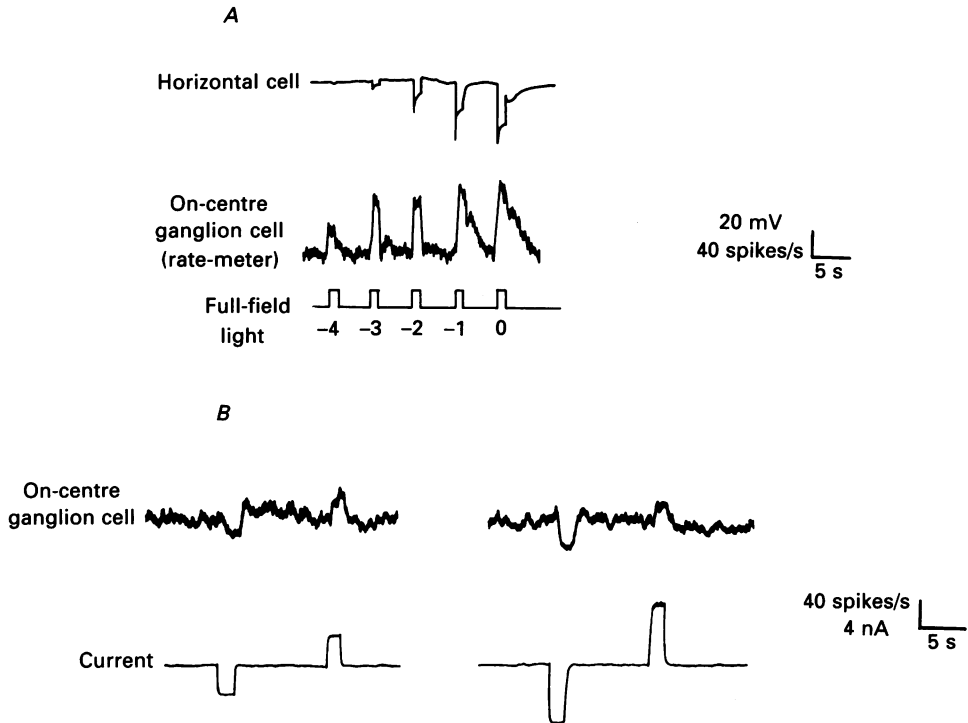 A
Horizontal cell
On-centre
ganglion cell
(rate-meter)
20 mV
40 spikes/s
5 s
Full-field
light
–4 –3 –2 –1 0
B
On-centre
ganglion cell
40 spikes/s
4 nA
5 s
Current